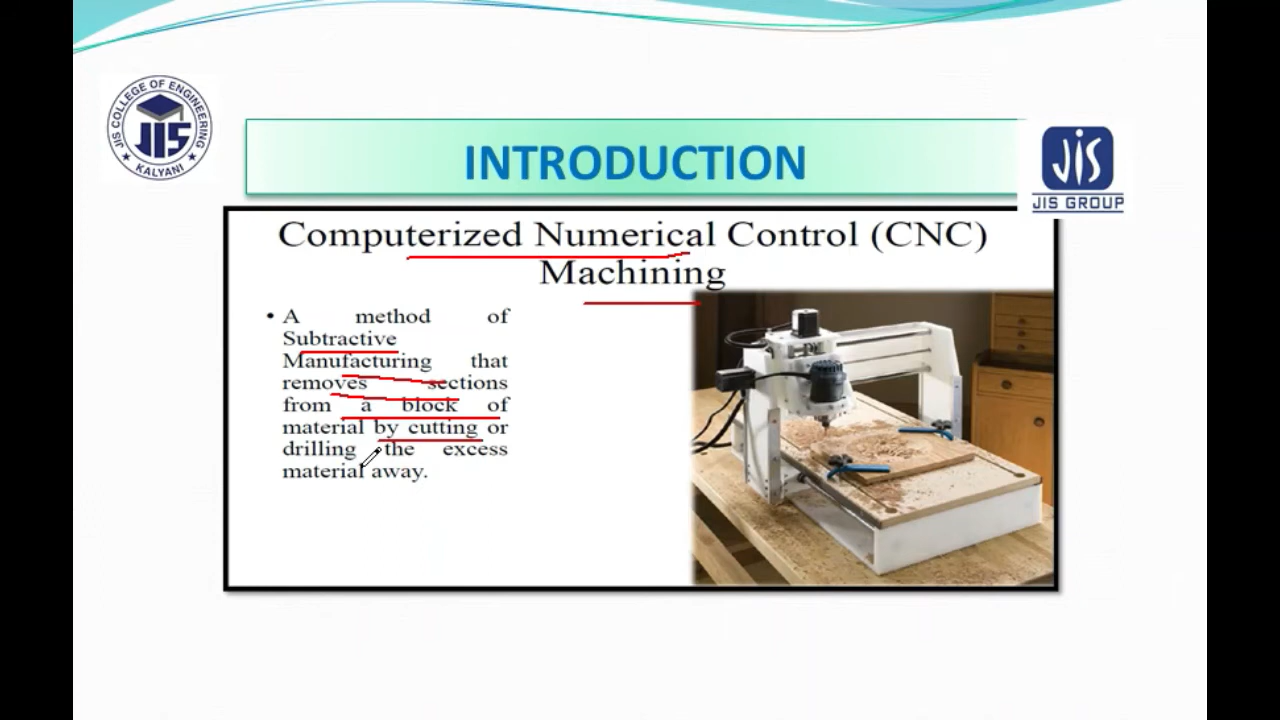 JIS COLLEGE OF ENGINEERING
JIS
KALYANI
INTRODUCTION
JIS
JIS GROUP
Computerized Numerical Control (CNC)
Machining
• A method of
Subtractive
Manufacturing that
removes sections
from a block of
material by cutting or
drilling the excess
material away.